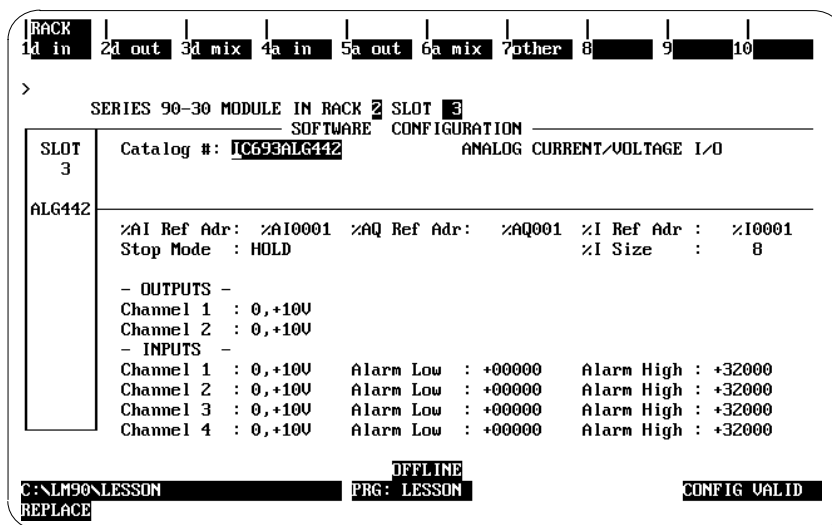 RACK
1d in 2d out 3d mix 4a in 5a out 6a mix 7other 8 9 10
>
SERIES 90-30 MODULE IN RACK 2 SLOT 3
SOFTWARE CONFIGURATION
SLOT Catalog #: IC693ALG442 ANALOG CURRENT/VOLTAGE I/O
3
ALG442
%AI Ref Adr: %AI0001 %AQ Ref Adr: %AQ001 %I Ref Adr : %I0001
Stop Mode : HOLD %I Size : 8
- OUTPUTS -
Channel 1 : 0,+10V
Channel 2 : 0,+10V
- INPUTS -
Channel 1 : 0,+10V Alarm Low : +00000 Alarm High : +32000
Channel 2 : 0,+10V Alarm Low : +00000 Alarm High : +32000
Channel 3 : 0,+10V Alarm Low : +00000 Alarm High : +32000
Channel 4 : 0,+10V Alarm Low : +00000 Alarm High : +32000
OFFLINE
C:\LM90\LESSON PRG: LESSON CONFIG VALID
REPLACE